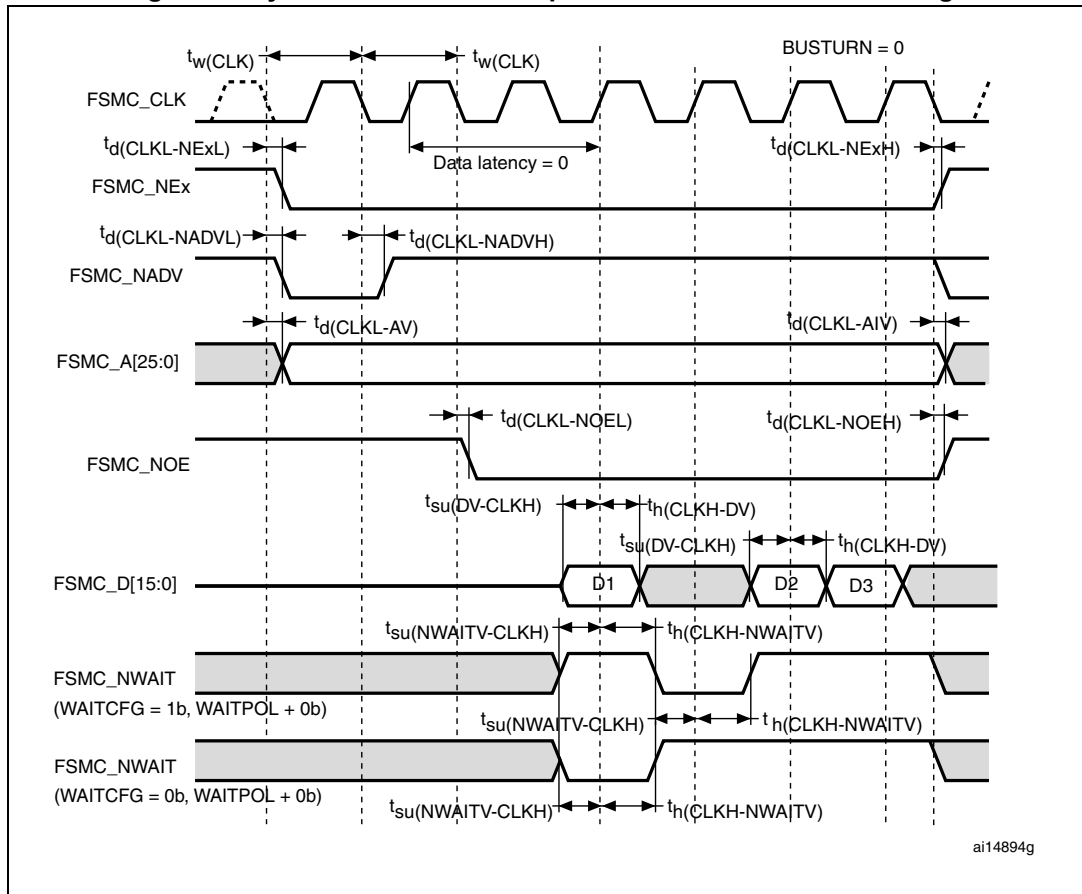 BUSTURN = 0
tw(CLK) tw(CLK)
FSMC_CLK
td(CLKL-NExL) Data latency = 0 td(CLKL-NExH)
FSMC_NEx
td(CLKL-NADVL) td(CLKL-NADVH)
FSMC_NADV
td(CLKL-AV) td(CLKL-AIV)
FSMC_A[25:0]
td(CLKL-NOEL) td(CLKL-NOEH)
FSMC_NOE
tsu(DV-CLKH) th(CLKH-DV)
tsu(DV-CLKH) th(CLKH-DV)
FSMC_D[15:0] D1 D2 D3
tsu(NWAITV-CLKH) th(CLKH-NWAITV)
FSMC_NWAIT
(WAITCFG = 1b, WAITPOL + 0b)
tsu(NWAITV-CLKH) th(CLKH-NWAITV)
FSMC_NWAIT
(WAITCFG = 0b, WAITPOL + 0b)
tsu(NWAITV-CLKH) th(CLKH-NWAITV)
ai14894g